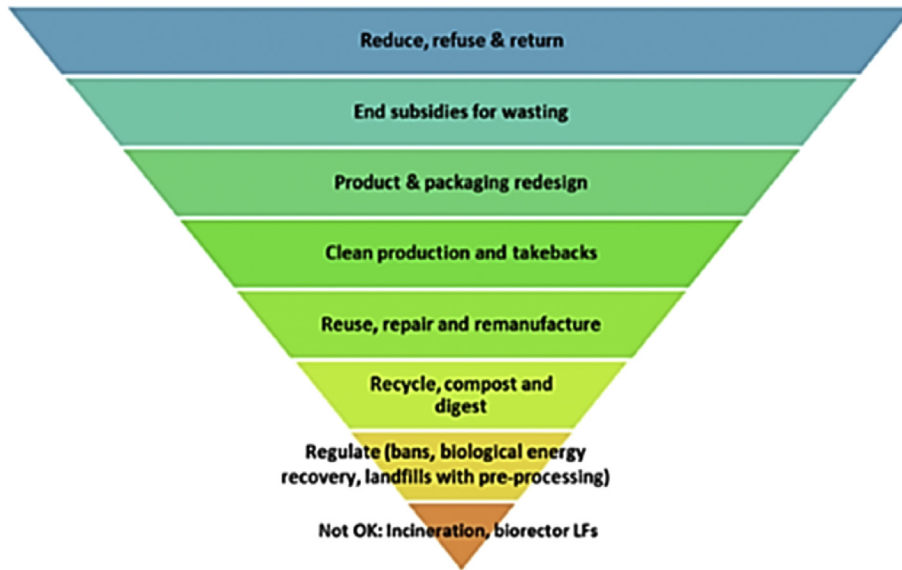 Reduce, refuse & return
End subsidies for wasting
Product & packaging redesign
Clean production and takebacks
Reuse, repair and remanufacture
Recycle, compost and
digest
Regulate (bans, biological energy
recovery, landfills with pre-processing)
Not OK: Incineration, biorector LFs